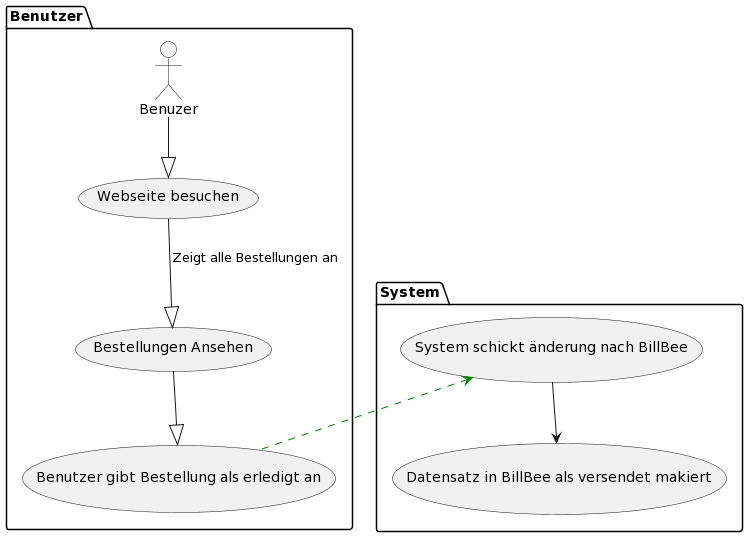 Benutzer
Benuzer
Webseite besuchen
Zeigt alle Bestellungen an
Bestellungen Ansehen
Benutzer gibt Bestellung als erledigt an
System
System schickt änderung nach BillBee
Datensatz in BillBee als versendet makiert